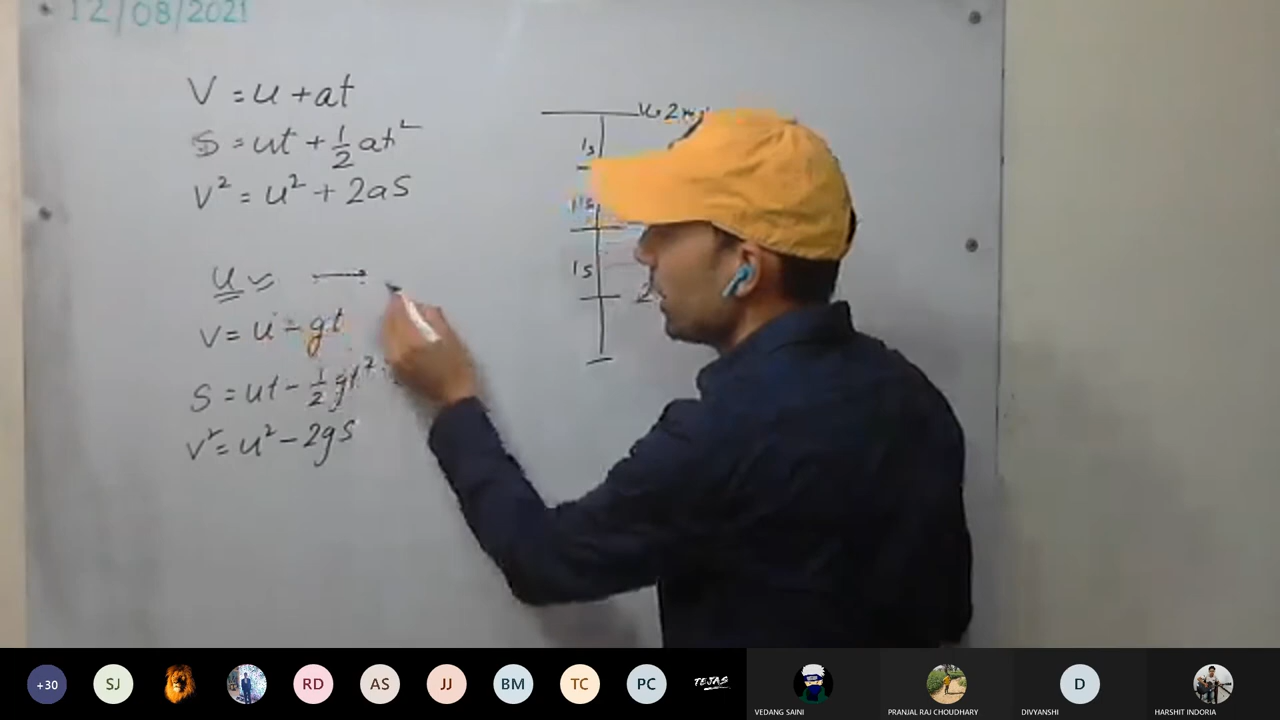 12/08/2021
V = u + at
S = ut + 1/2 at²
V² = u² + 2aS
u
V = u - gt
S = ut - 1/2 gt²
V² = u² - 2gS
1s
1s
1s
2
+30
SJ
RD
AS
JJ
BM
TC
PC
TEJAS
VEDANG SAINI
PRANJAL RAJ CHOUDHARY
D
DIVYANSHI
HARSHIT INDORIA